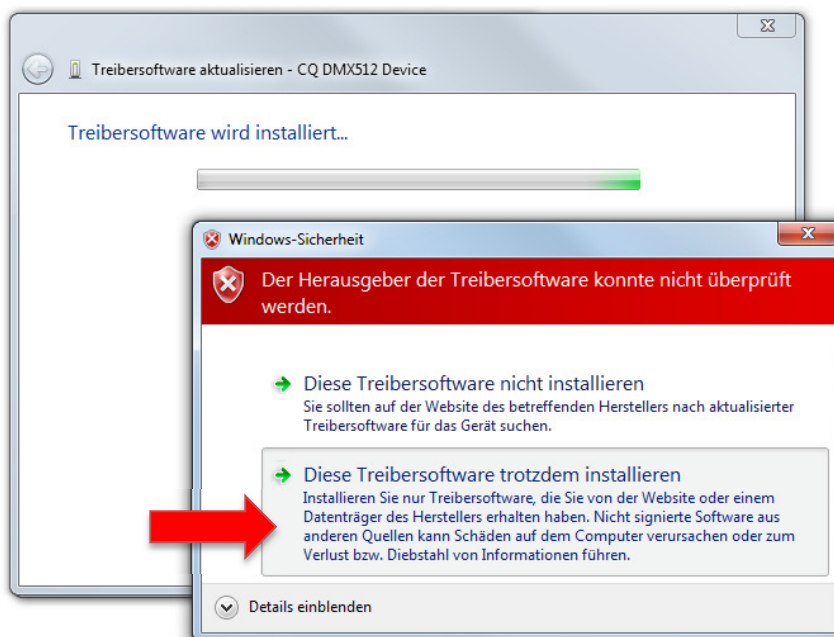 Treibersoftware aktualisieren - CQ DMX512 Device
Treibersoftware wird installiert...
Windows-Sicherheit
Der Herausgeber der Treibersoftware konnte nicht überprüft
werden.
Diese Treibersoftware nicht installieren
Sie sollten auf der Website des betreffenden Herstellers nach aktualisierter
Treibersoftware für das Gerät suchen.
Diese Treibersoftware trotzdem installieren
Installieren Sie nur Treibersoftware, die Sie von der Website oder einem
Datenträger des Herstellers erhalten haben. Nicht signierte Software aus
anderen Quellen kann Schäden auf dem Computer verursachen oder zum
Verlust bzw. Diebstahl von Informationen führen.
Details einblenden